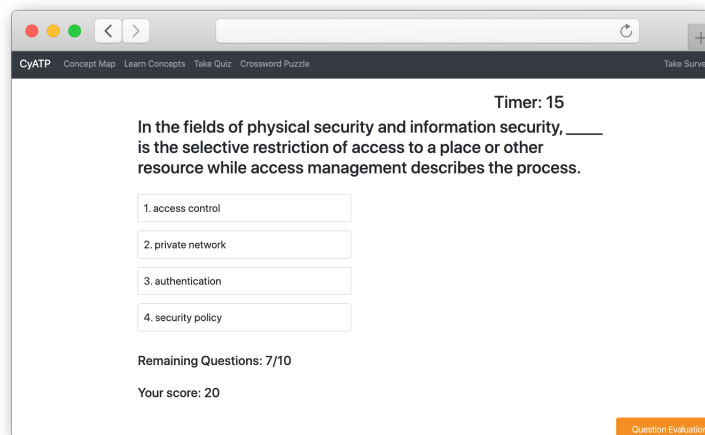 CyATP Concept Map Learn Concepts Take Quiz Crossword Puzzle Take Surve
Timer: 15
In the fields of physical security and information security, _____
is the selective restriction of access to a place or other
resource while access management describes the process.
1. access control
2. private network
3. authentication
4. security policy
Remaining Questions: 7/10
Your score: 20
Question Evaluation